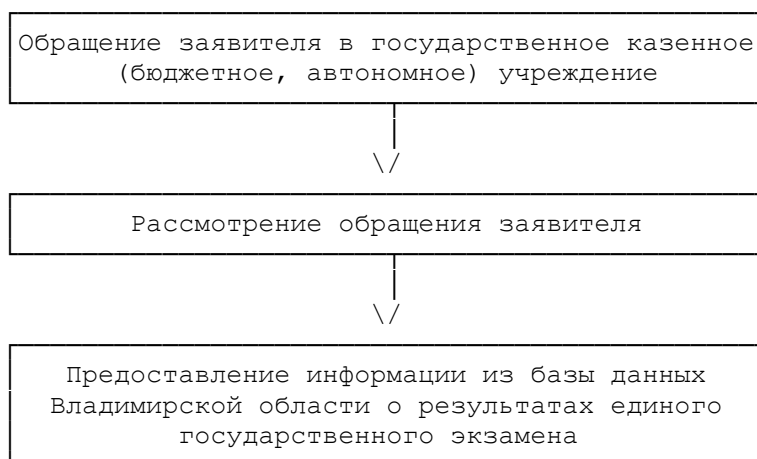 Обращение заявителя в государственное казенное
(бюджетное, автономное) учреждение
Рассмотрение обращения заявителя
Предоставление информации из базы данных
Владимирской области о результатах единого
государственного экзамена